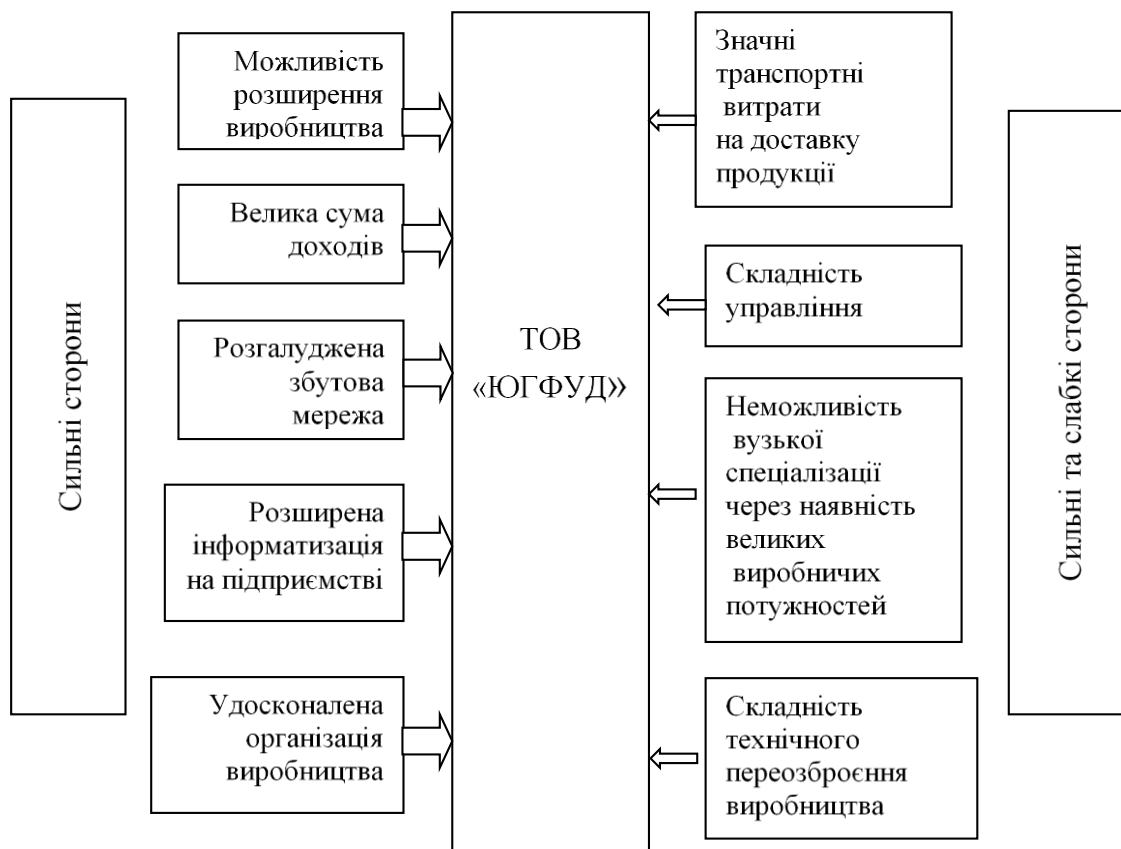 Сильні сторони
Можливість
розширення
виробництва
Велика сума
доходів
Розгалуджена
збутова
мережа
Розширена
інформатизація
на підприємстві
Удосконалена
організація
виробництва
ТОВ
«ЮГФУД»
Значні
транспортні
витрати
на доставку
продукції
Складність
управління
Неможливість
вузької
спеціалізації
через наявність
великих
виробничих
потужностей
Складність
технічного
переозброєння
виробництва
Сильні та слабкі сторони